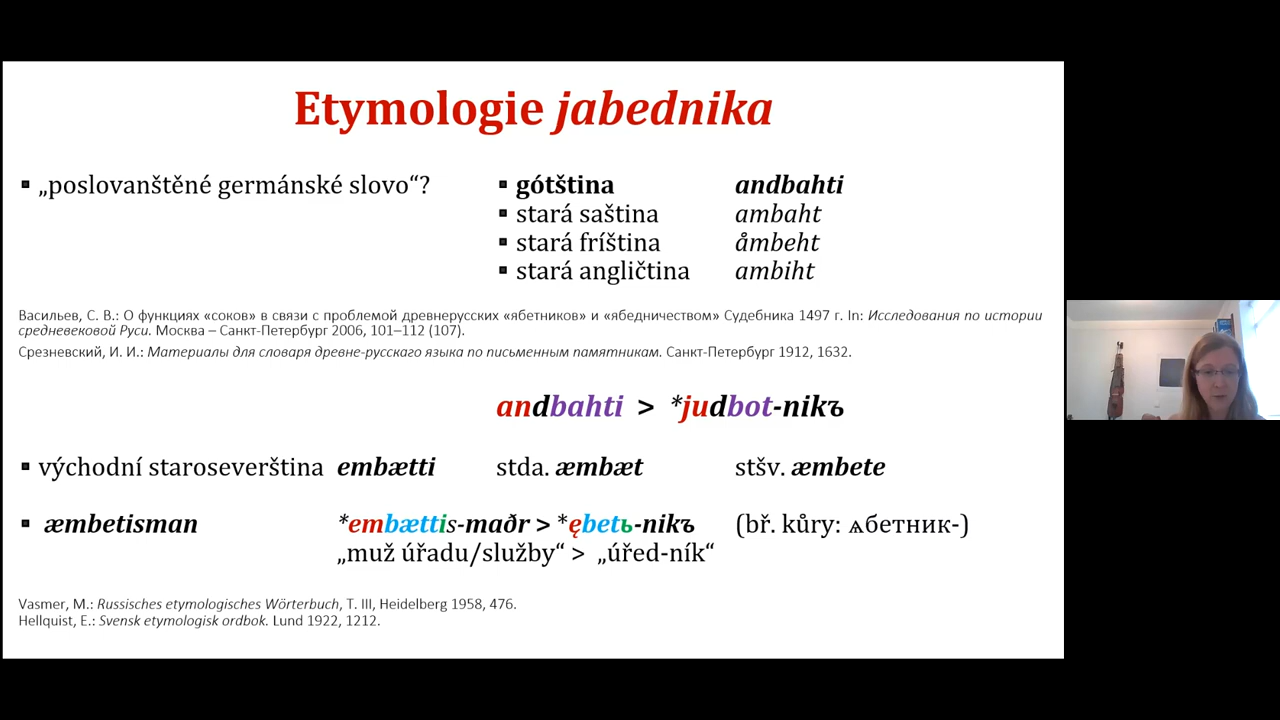 Etymologie jabednika
▪ „poslovanštěné germánské slovo“?
▪ gótština andbahti
▪ stará saština ambaht
▪ stará fríština åmbeht
▪ stará angličtina ambiht
Васильев, С. В.: О функциях «соков» в связи с проблемой древнерусских «ябетников» и «ябедничеством» Судебника 1497 г. In: Исследования по истории
средневековой Руси. Москва – Санкт-Петербург 2006, 101–112 (107).
Срезневский, И. И.: Материалы для словаря древне-русскаго языка по письменным памятникам. Санкт-Петербург 1912, 1632.
andbahti > *judbot-nikъ
▪ východní staroseverština embætti stda. æmbæt stšv. æmbete
▪ æmbetisman *embættis-maðr > *ębetь-nikъ (bř. kůry: ѧбетник-)
„muž úřadu/služby“ > „úřed-ník“
Vasmer, M.: Russisches etymologisches Wörterbuch, T. III, Heidelberg 1958, 476.
Hellquist, E.: Svensk etymologisk ordbok. Lund 1922, 1212.